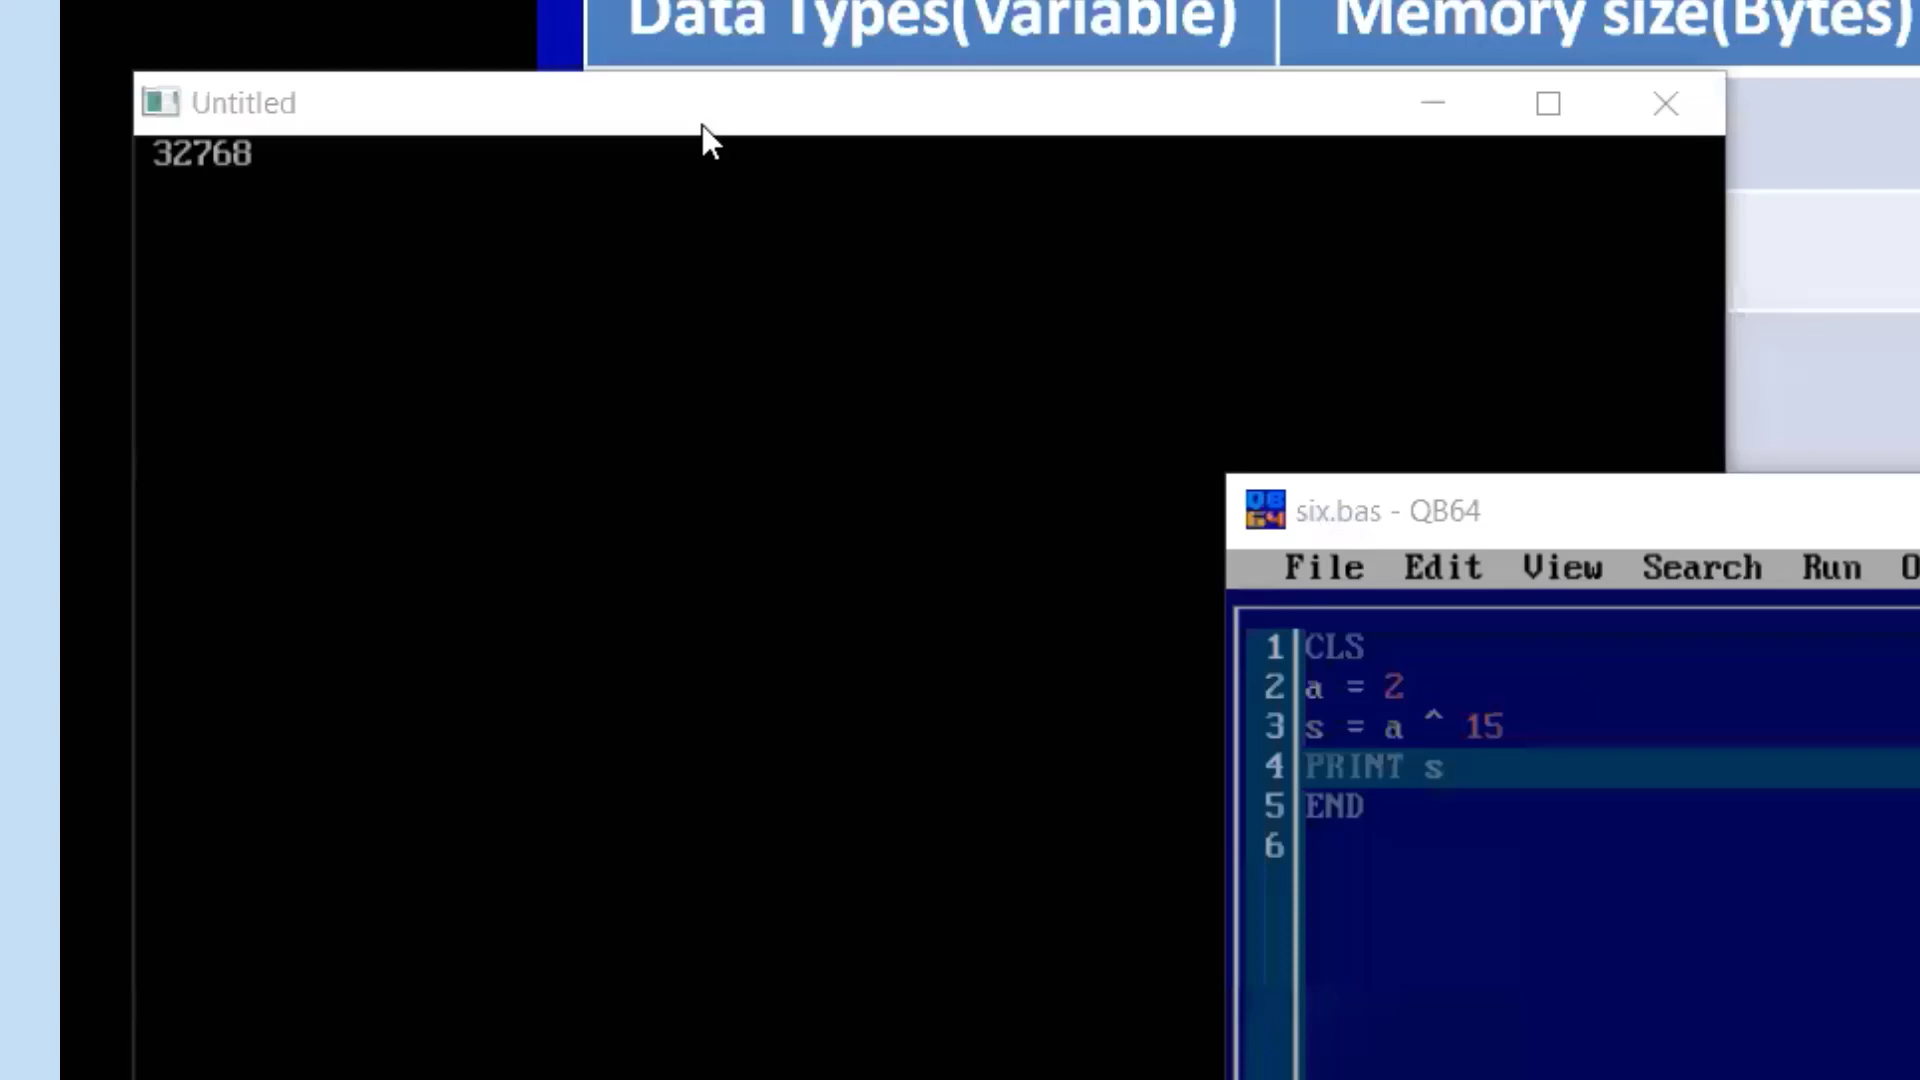 Data Types(Variable) Memory size(Bytes)
Untitled
32768
six.bas - QB64
File Edit View Search Run O
1 CLS
2 a = 2
3 s = a ^ 15
4 PRINT s
5 END
6